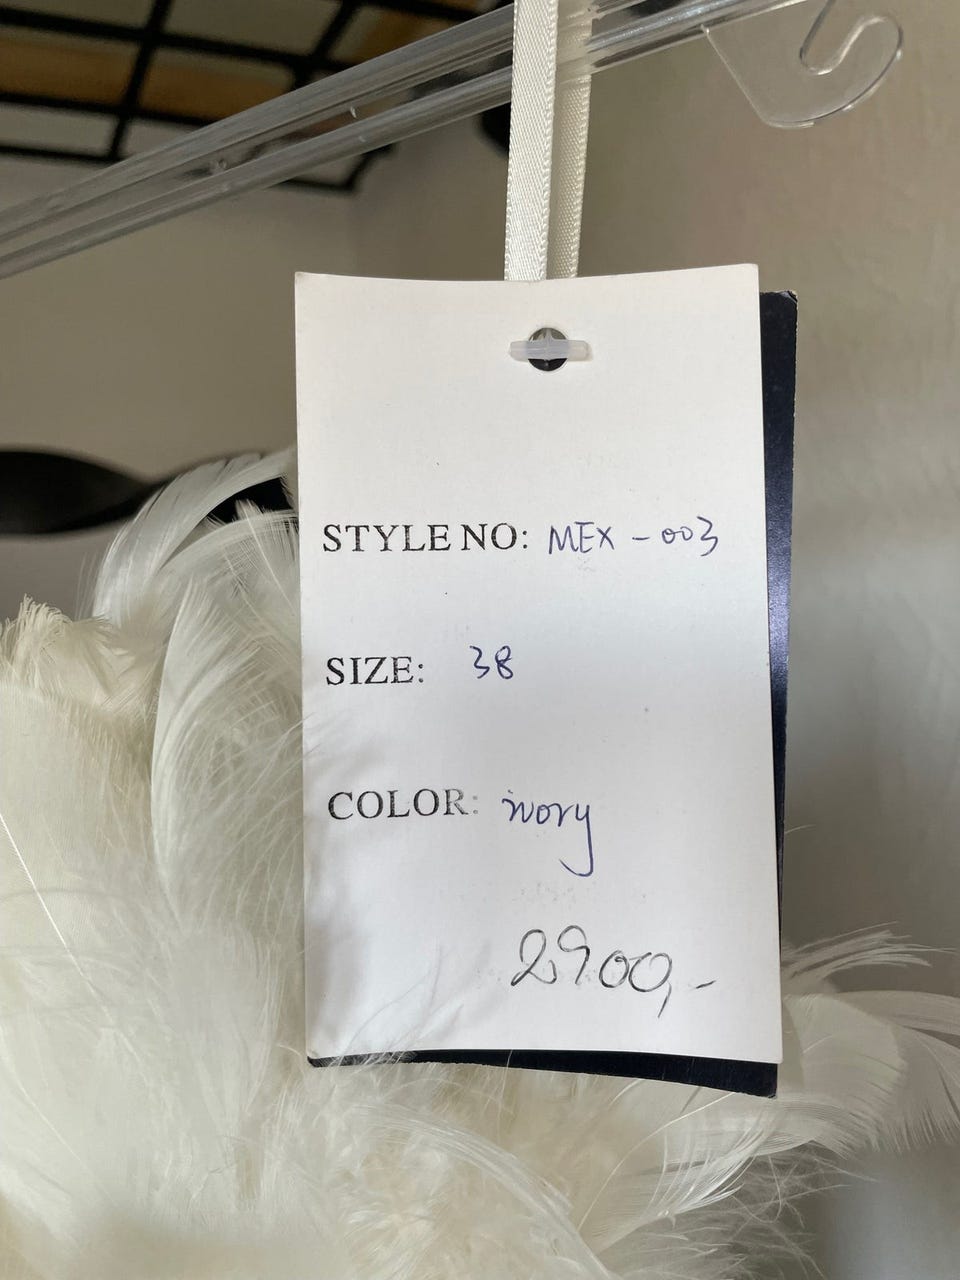 STYLE NO: MEX - 003
SIZE: 38
COLOR: ivory
2900,-